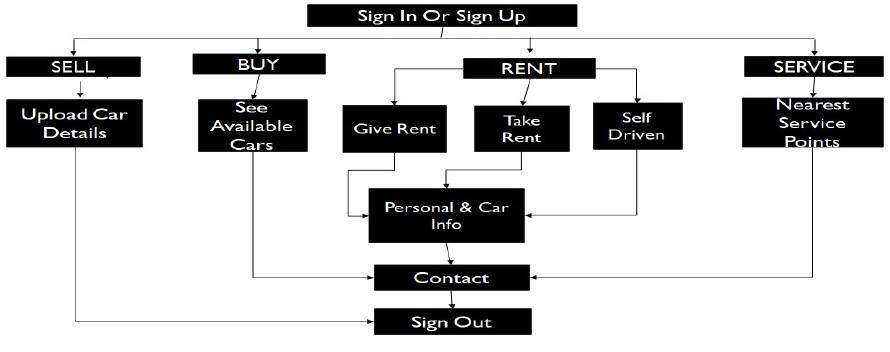 Sign In Or Sign Up
SELL
BUY
RENT
SERVICE
Upload Car
Details
See
Available
Cars
Give Rent
Take
Rent
Self
Driven
Nearest
Service
Points
Personal & Car
Info
Contact
Sign Out